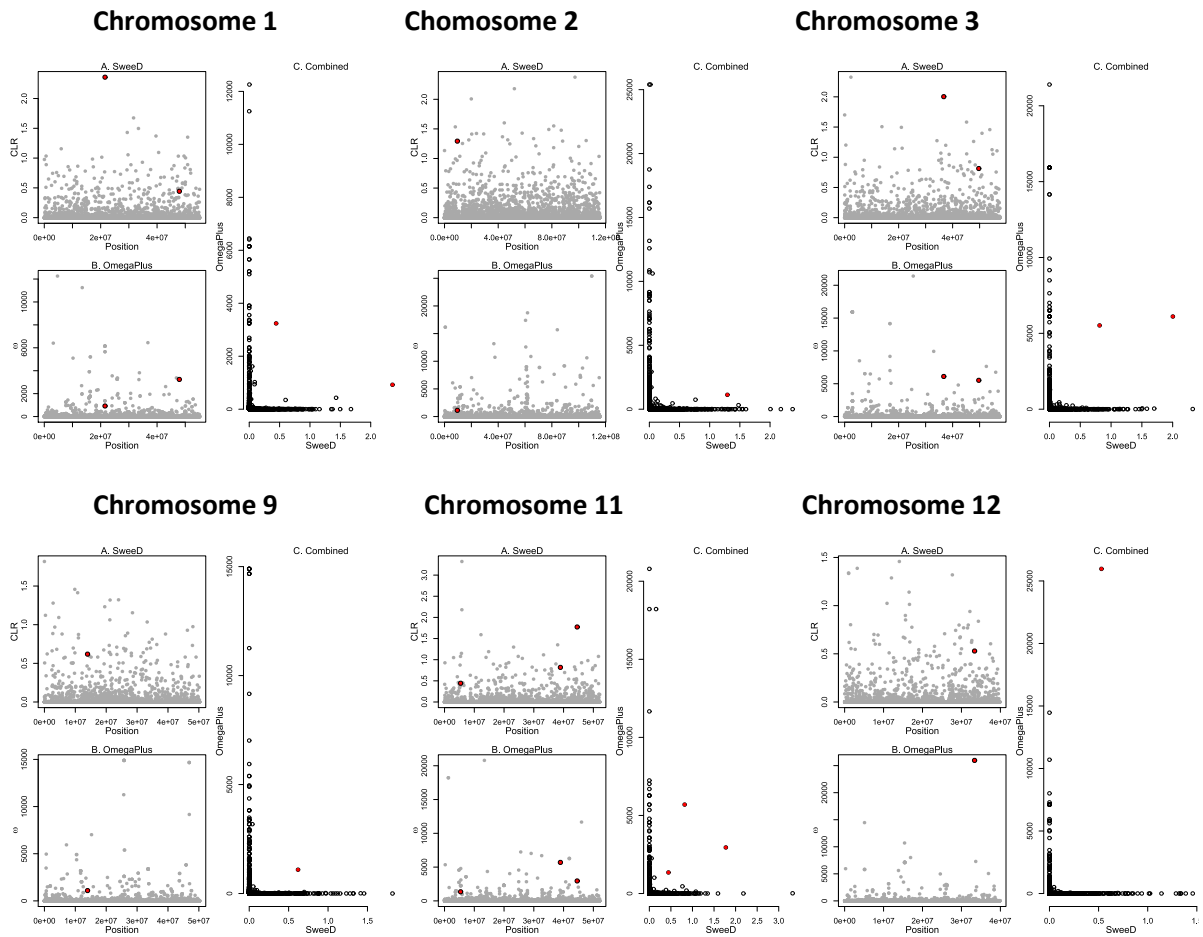 Chromosome 1
Chomosome 2
Chromosome 3
A. SweeD
CLR
0.0 0.5 1.0 1.5 2.0
0e+00 2e+07 4e+07
Position
B. OmegaPlus
ω
0 2000 6000 10000
0e+00 2e+07 4e+07
Position
C. Combined
OmegaPlus
0 2000 4000 6000 8000 10000 12000
0.0 0.5 1.0 1.5 2.0
SweeD
A. SweeD
CLR
0.0 0.5 1.0 1.5 2.0
0.0e+00 6.0e+07 1.2e+08
Position
B. OmegaPlus
ω
0 5000 10000 20000
0.0e+00 6.0e+07 1.2e+08
Position
C. Combined
OmegaPlus
0 5000 10000 15000 20000 25000
0.0 0.5 1.0 1.5 2.0
SweeD
A. SweeD
CLR
0.0 0.5 1.0 1.5 2.0
0e+00 2e+07 4e+07
Position
B. OmegaPlus
ω
0 5000 10000 15000 20000
0e+00 2e+07 4e+07
Position
C. Combined
OmegaPlus
0 5000 10000 15000 20000
0.0 0.5 1.0 1.5 2.0
SweeD
Chromosome 9
Chromosome 11
Chromosome 12
A. SweeD
CLR
0.0 0.5 1.0 1.5
0e+00 1e+07 2e+07 3e+07 4e+07 5e+07
Position
B. OmegaPlus
ω
0 5000 10000 15000
0e+00 1e+07 2e+07 3e+07 4e+07 5e+07
Position
C. Combined
OmegaPlus
0 5000 10000 15000
0.0 0.5 1.0 1.5
SweeD
A. SweeD
CLR
0.0 0.5 1.0 1.5 2.0 2.5 3.0
0e+00 1e+07 2e+07 3e+07 4e+07 5e+07
Position
B. OmegaPlus
ω
0 5000 10000 15000 20000
0e+00 1e+07 2e+07 3e+07 4e+07 5e+07
Position
C. Combined
OmegaPlus
0 5000 10000 15000 20000
0.0 0.5 1.0 1.5 2.0 2.5 3.0
SweeD
A. SweeD
CLR
0.0 0.5 1.0 1.5
0e+00 1e+07 2e+07 3e+07 4e+07
Position
B. OmegaPlus
ω
0 5000 10000 15000 20000 25000
0e+00 1e+07 2e+07 3e+07 4e+07
Position
C. Combined
OmegaPlus
0 5000 10000 15000 20000 25000
0.0 0.5 1.0
SweeD